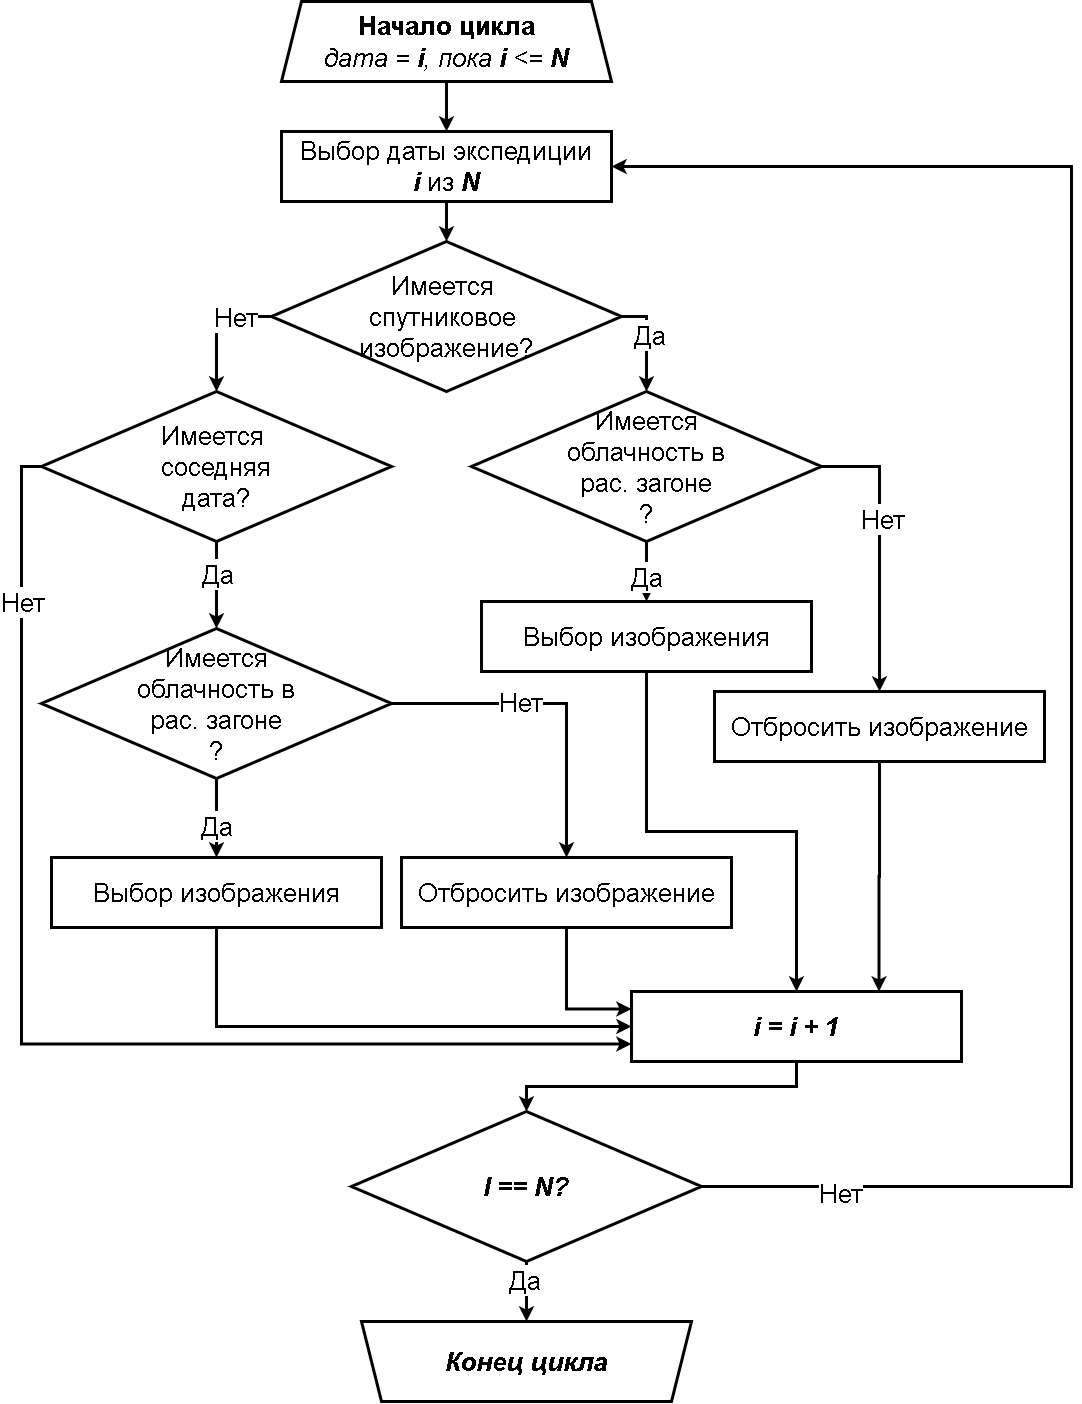 Начало цикла
дата = i, пока i <= N
Выбор даты экспедиции
i из N
Имеется
спутниковое
изображение?
Нет
Да
Имеется
соседняя
дата?
Имеется
облачность в
рас. загоне
?
Нет
Да
Да
Нет
Выбор изображения
Имеется
облачность в
рас. загоне
?
Нет
Отбросить изображение
Да
Выбор изображения
Отбросить изображение
i = i + 1
I == N?
Нет
Да
Конец цикла